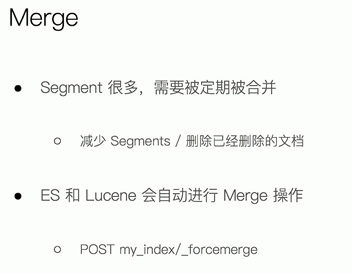 Merge
Segment 很多，需要被定期被合并
减少 Segments / 删除已经删除的文档
ES 和 Lucene 会自动进行 Merge 操作
POST my_index/_forcemerge